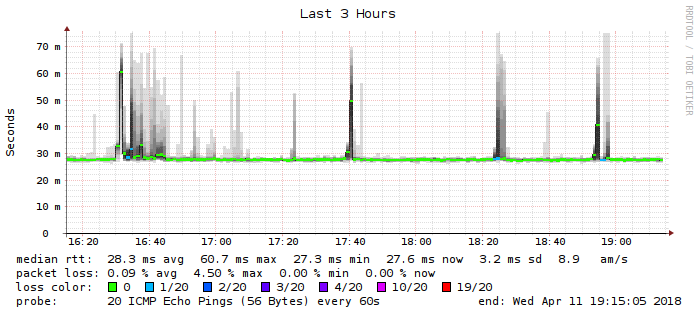 Last 3 Hours
RRDTOOL / TOBI OETIKER
Seconds
70 m
60 m
50 m
40 m
30 m
20 m
10 m
0
16:20 16:40 17:00 17:20 17:40 18:00 18:20 18:40 19:00
median rtt: 28.3 ms avg 60.7 ms max 27.3 ms min 27.6 ms now 3.2 ms sd 8.9 am/s
packet loss: 0.09 % avg 4.50 % max 0.00 % min 0.00 % now
loss color: 0 1/20 2/20 3/20 4/20 10/20 19/20
probe: 20 ICMP Echo Pings (56 Bytes) every 60s end: Wed Apr 11 19:15:05 2018